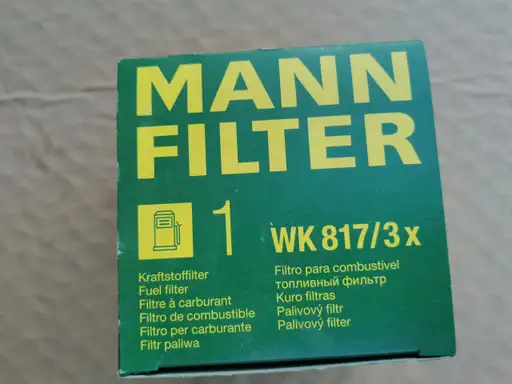 MANN
FILTER
1 WK 817/3 x
Kraftstoffilter
Fuel filter
Filtre à carburant
Filtro de combustible
Filtro per carburante
Filtr paliwa
Filtro para combustível
топливный фильтр
Kuro filtras
Palivový filtr
Palivový filter